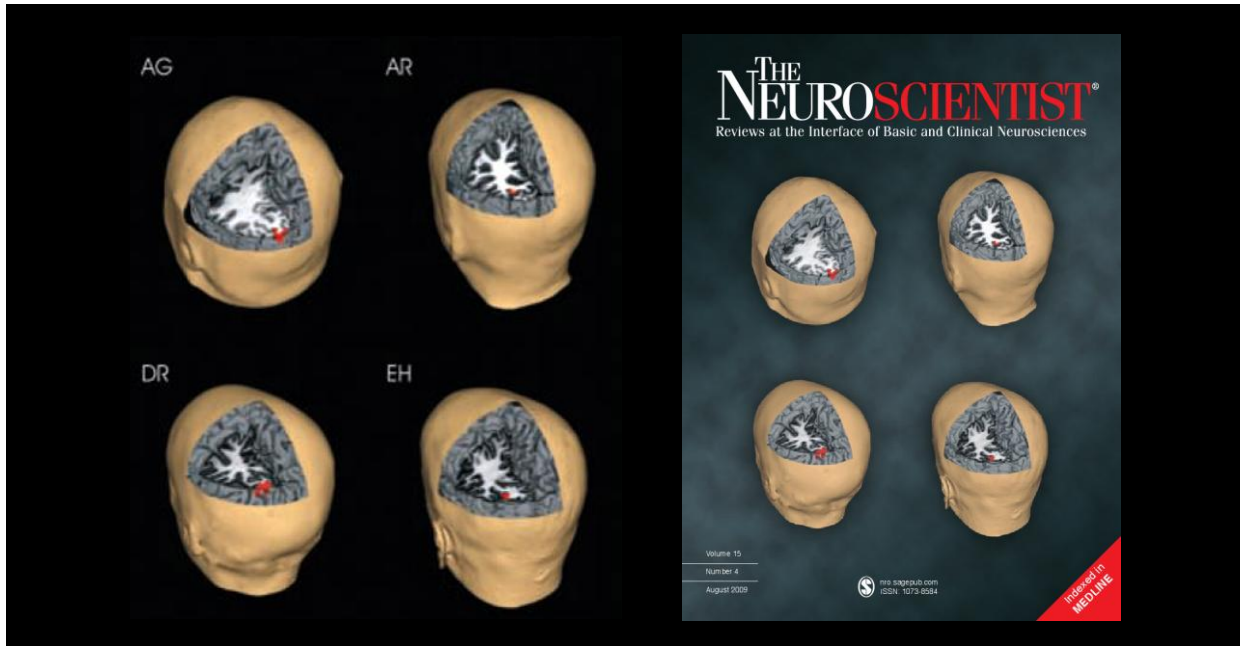 AG
AR
DR
EH
THE
NEUROSCIENTIST®
Reviews at the Interface of Basic and Clinical Neurosciences
Volume 15
Number 4
August 2009
S
nro.sagepub.com
ISSN: 1073-8584
Indexed in
MEDLINE